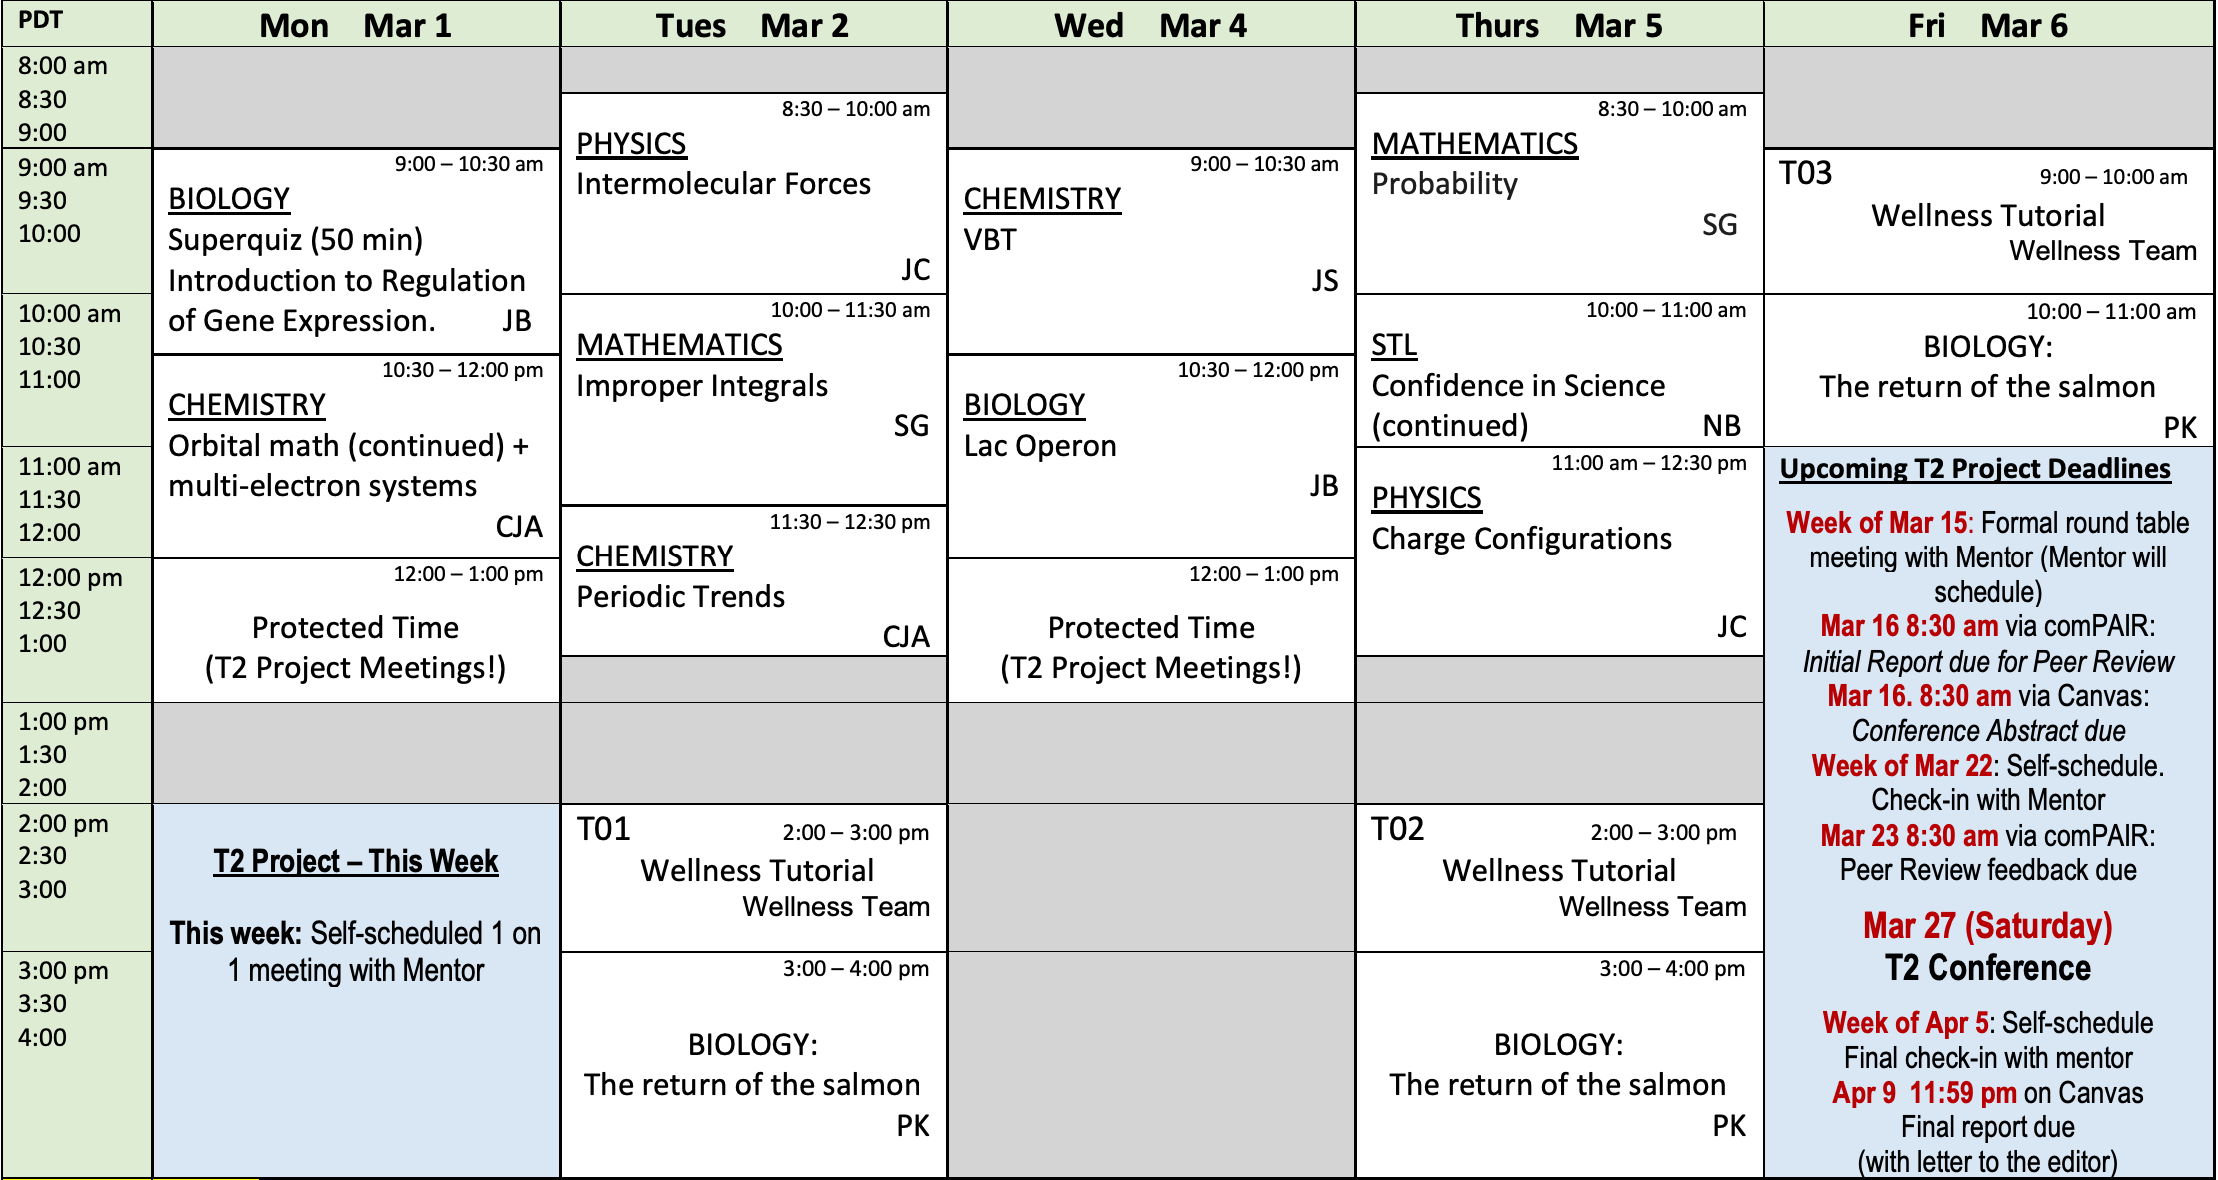 PDT
Mon Mar 1
Tues Mar 2
Wed Mar 4
Thurs Mar 5
Fri Mar 6
8:00 am
8:30
9:00
9:00 am
9:30
10:00
10:00 am
10:30
11:00
11:00 am
11:30
12:00
12:00 pm
12:30
1:00
1:00 pm
1:30
2:00
2:00 pm
2:30
3:00
3:00 pm
3:30
4:00
9:00 – 10:30 am
BIOLOGY
Superquiz (50 min)
Introduction to Regulation
of Gene Expression. JB
10:30 – 12:00 pm
CHEMISTRY
Orbital math (continued) +
multi-electron systems
CJA
12:00 – 1:00 pm
Protected Time
(T2 Project Meetings!)
T2 Project – This Week
This week: Self-scheduled 1 on
1 meeting with Mentor
8:30 – 10:00 am
PHYSICS
Intermolecular Forces
JC
10:00 – 11:30 am
MATHEMATICS
Improper Integrals
SG
11:30 – 12:30 pm
CHEMISTRY
Periodic Trends
CJA
T01 2:00 – 3:00 pm
Wellness Tutorial
Wellness Team
3:00 – 4:00 pm
BIOLOGY:
The return of the salmon
PK
9:00 – 10:30 am
CHEMISTRY
VBT
JS
10:30 – 12:00 pm
BIOLOGY
Lac Operon
JB
12:00 – 1:00 pm
Protected Time
(T2 Project Meetings!)
8:30 – 10:00 am
MATHEMATICS
Probability
SG
10:00 – 11:00 am
STL
Confidence in Science
(continued) NB
11:00 am – 12:30 pm
PHYSICS
Charge Configurations
JC
T02 2:00 – 3:00 pm
Wellness Tutorial
Wellness Team
3:00 – 4:00 pm
BIOLOGY:
The return of the salmon
PK
T03 9:00 – 10:00 am
Wellness Tutorial
Wellness Team
10:00 – 11:00 am
BIOLOGY:
The return of the salmon
PK
Upcoming T2 Project Deadlines
Week of Mar 15: Formal round table
meeting with Mentor (Mentor will
schedule)
Mar 16 8:30 am via comPAIR:
Initial Report due for Peer Review
Mar 16. 8:30 am via Canvas:
Conference Abstract due
Week of Mar 22: Self-schedule.
Check-in with Mentor
Mar 23 8:30 am via comPAIR:
Peer Review feedback due
Mar 27 (Saturday)
T2 Conference
Week of Apr 5: Self-schedule
Final check-in with mentor
Apr 9 11:59 pm on Canvas
Final report due
(with letter to the editor)